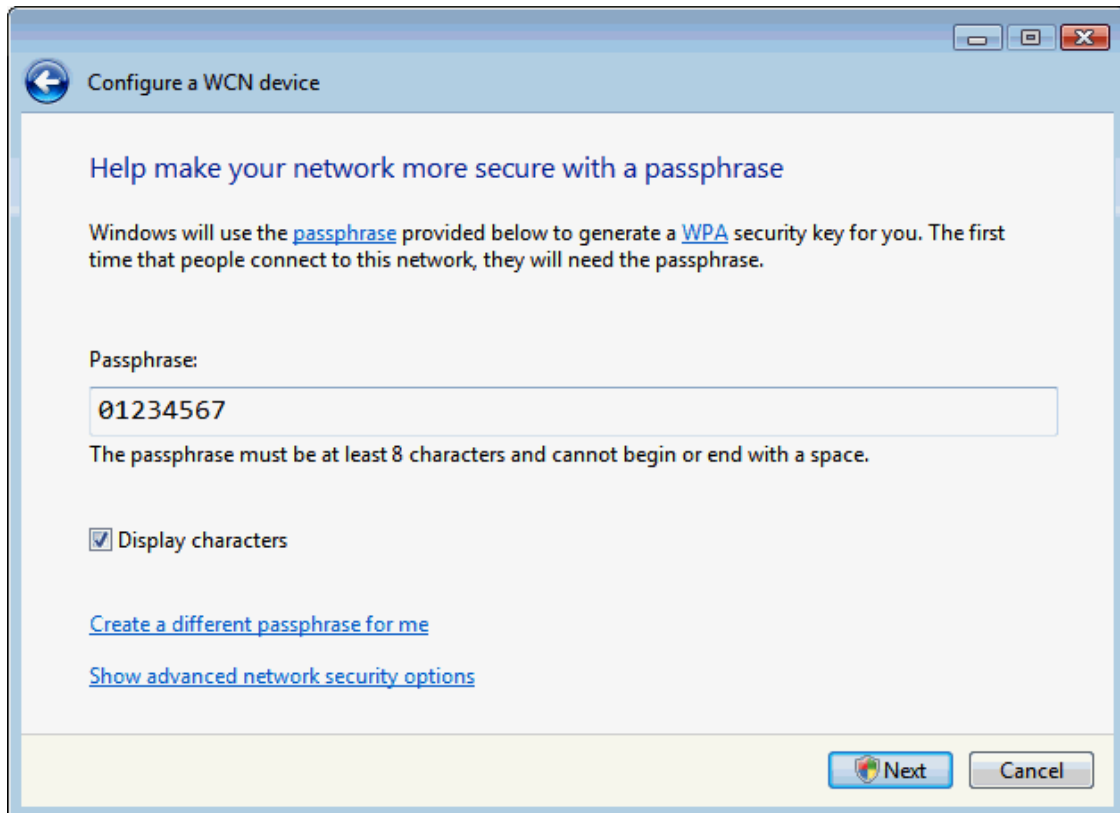 Configure a WCN device
Help make your network more secure with a passphrase
Windows will use the passphrase provided below to generate a WPA security key for you. The first
time that people connect to this network, they will need the passphrase.
Passphrase:
01234567
The passphrase must be at least 8 characters and cannot begin or end with a space.
Display characters
Create a different passphrase for me
Show advanced network security options
Next
Cancel